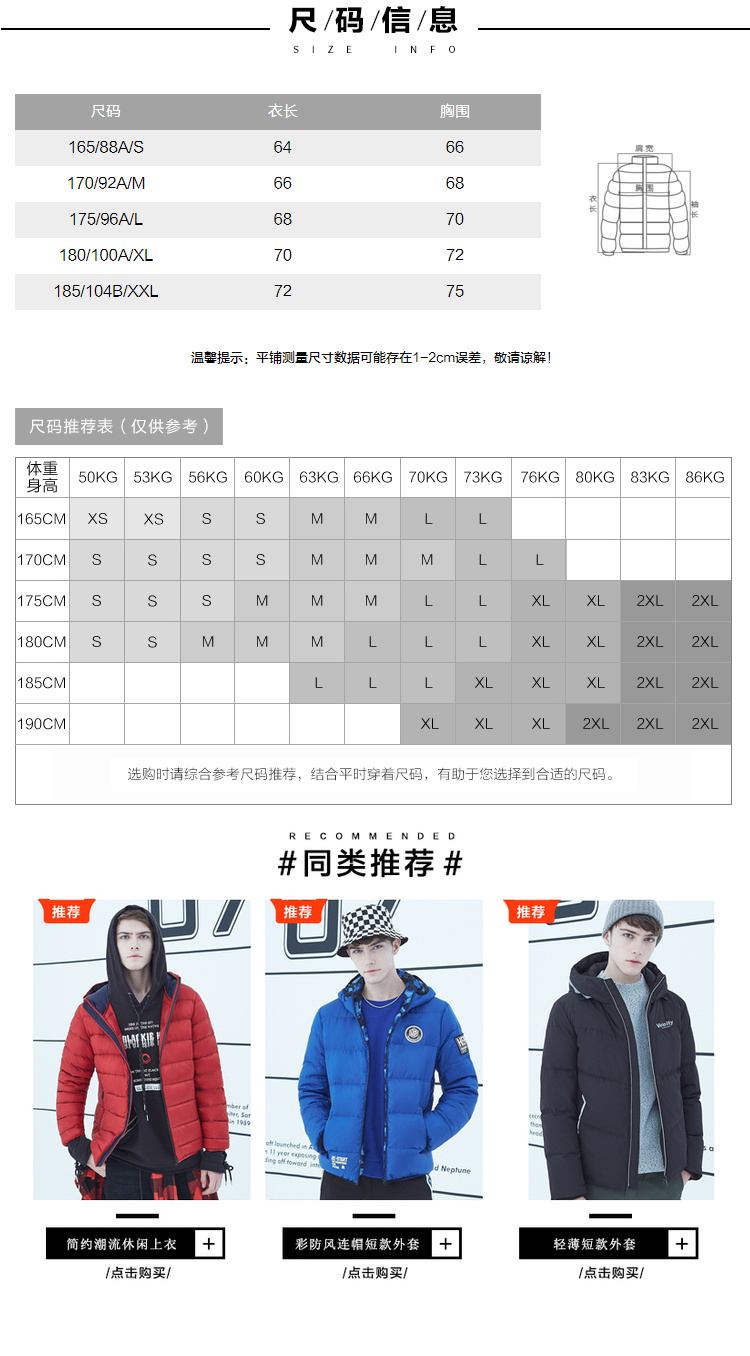 尺/码/信/息
SIZE INFO
尺码 衣长 胸围
165/88A/S 64 66
170/92A/M 66 68
175/96A/L 68 70
180/100A/XL 70 72
185/104B/XXL 72 75
肩宽
胸围
衣长
袖长
温馨提示：平铺测量尺寸数据可能存在1-2cm误差，敬请谅解！
尺码推荐表（仅供参考）
体重 50KG 53KG 56KG 60KG 63KG 66KG 70KG 73KG 76KG 80KG 83KG 86KG
身高
165CM XS XS S S M M L L
170CM S S S S M M M L L
175CM S S S M M M L L XL XL 2XL 2XL
180CM S S M M M L L L XL XL 2XL 2XL
185CM L L L XL XL XL 2XL 2XL
190CM XL XL XL 2XL 2XL 2XL
选购时请综合参考尺码推荐，结合平时穿着尺码，有助于您选择到合适的尺码。
RECOMMENDED
#同类推荐#
推荐 推荐 推荐
简约潮流休闲上衣 + 彩防风连帽短款外套 + 轻薄短款外套 +
/点击购买/ /点击购买/ /点击购买/